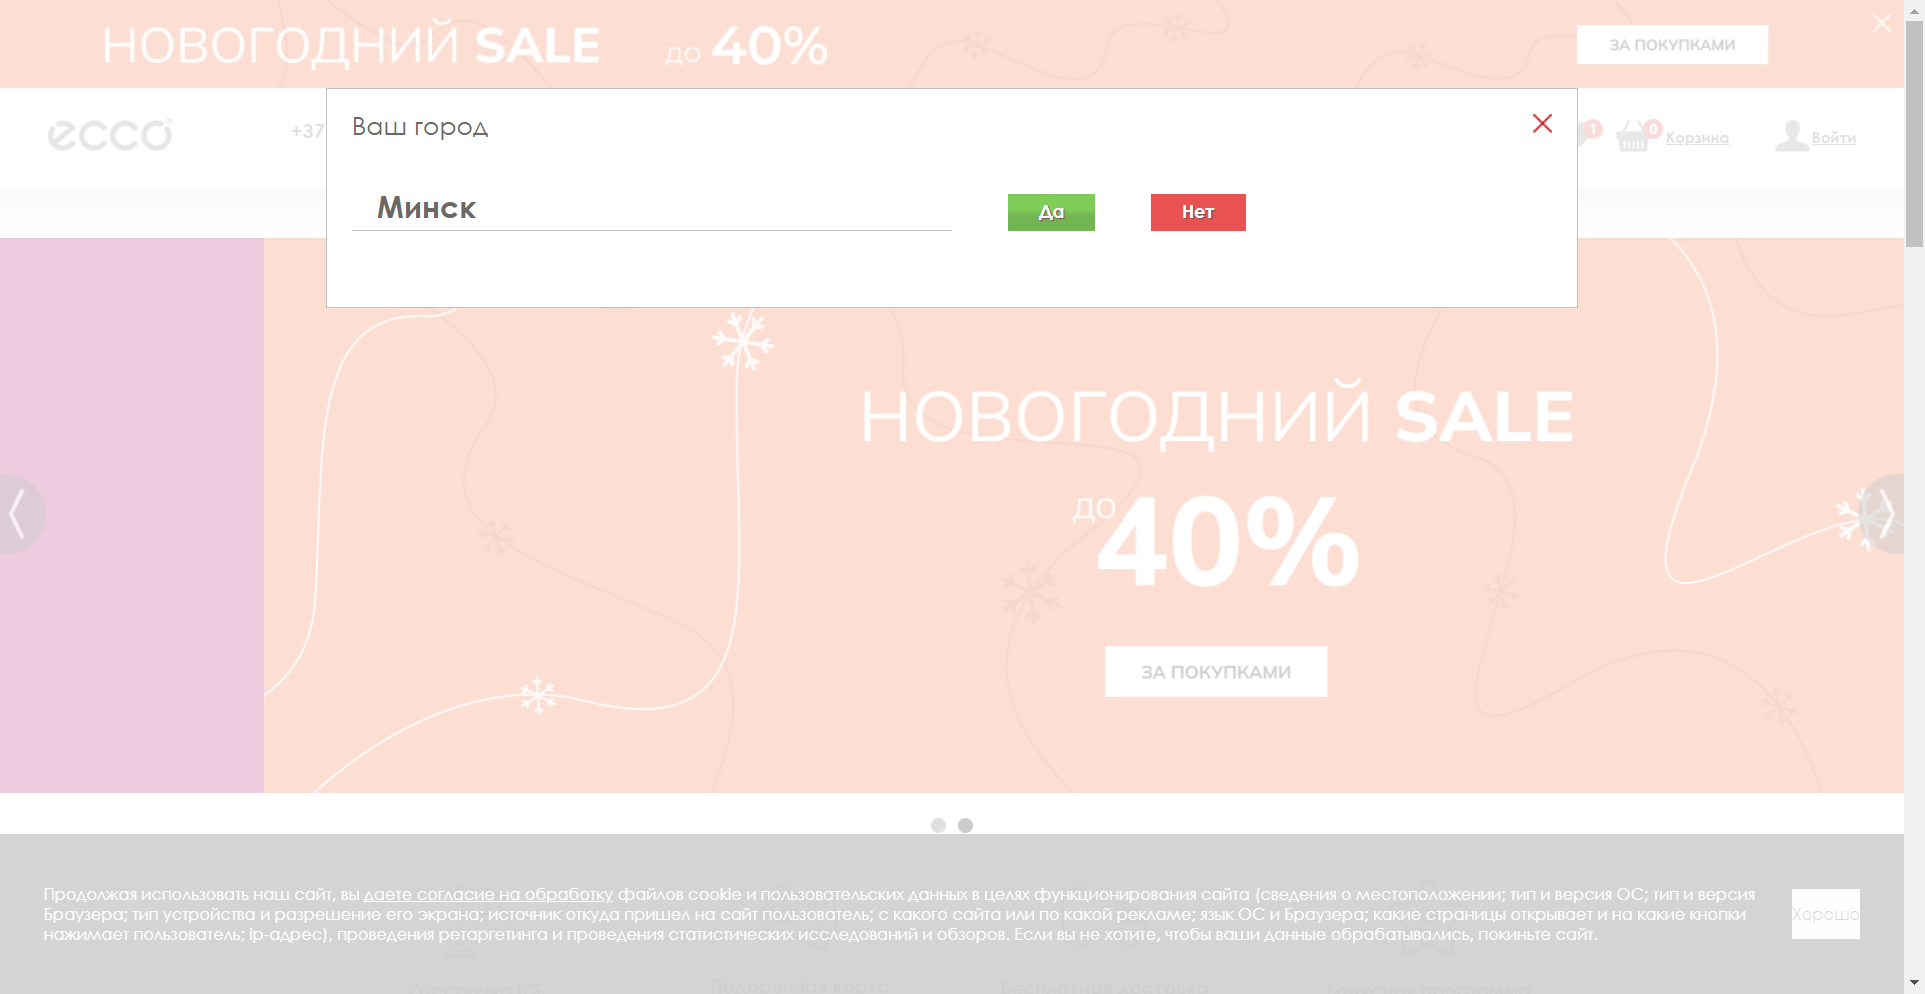 НОВОГОДНИЙ SALE до 40%
ЗА ПОКУПКАМИ
ecco
+37
Ваш город
1
0
Корзина
Войти
Минск
Да
Нет
НОВОГОДНИЙ SALE
ДО 40%
ЗА ПОКУПКАМИ
Продолжая использовать наш сайт, вы даете согласие на обработку файлов cookie и пользовательских данных в целях функционирования сайта (сведения о местоположении; тип и версия ОС; тип и версия
Браузера; тип устройства и разрешение его экрана; источник откуда пришел на сайт пользователь; с какого сайта или по какой рекламе; язык ОС и Браузера; какие страницы открывает и на какие кнопки
нажимает пользователь; ip-адрес), проведения ретаргетинга и проведения статистических исследований и обзоров. Если вы не хотите, чтобы ваши данные обрабатывались, покиньте сайт.
Хорошо
Рассрочка 0%
Подарочная карта
Бесплатная доставка
Бонусная программа